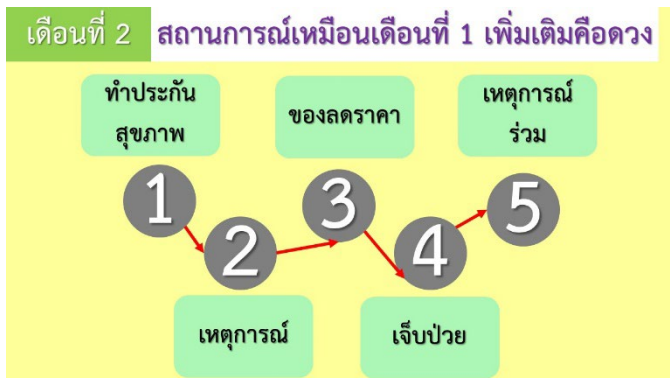 เดือนที่ 2 สถานการณ์เหมือนเดือนที่ 1 เพิ่มเติมคือดวง
ทำประกัน
สุขภาพ
ของลดราคา
เหตุการณ์
ร่วม
1
2
3
4
5
เหตุการณ์
เจ็บป่วย